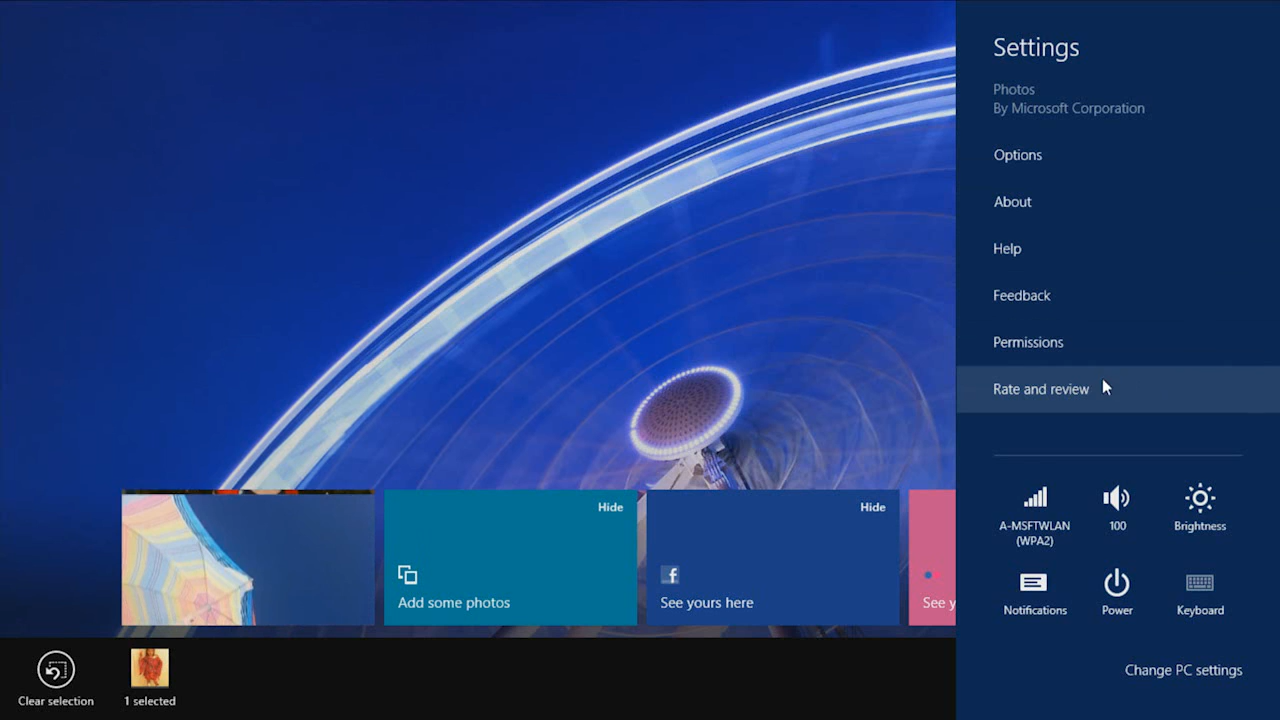 Settings
Photos
By Microsoft Corporation
Options
About
Help
Feedback
Permissions
Rate and review
A-MSFTWLAN
(WPA2)
100
Brightness
Notifications
Power
Keyboard
Change PC settings
Hide
Add some photos
Hide
See yours here
See y
Clear selection
1 selected